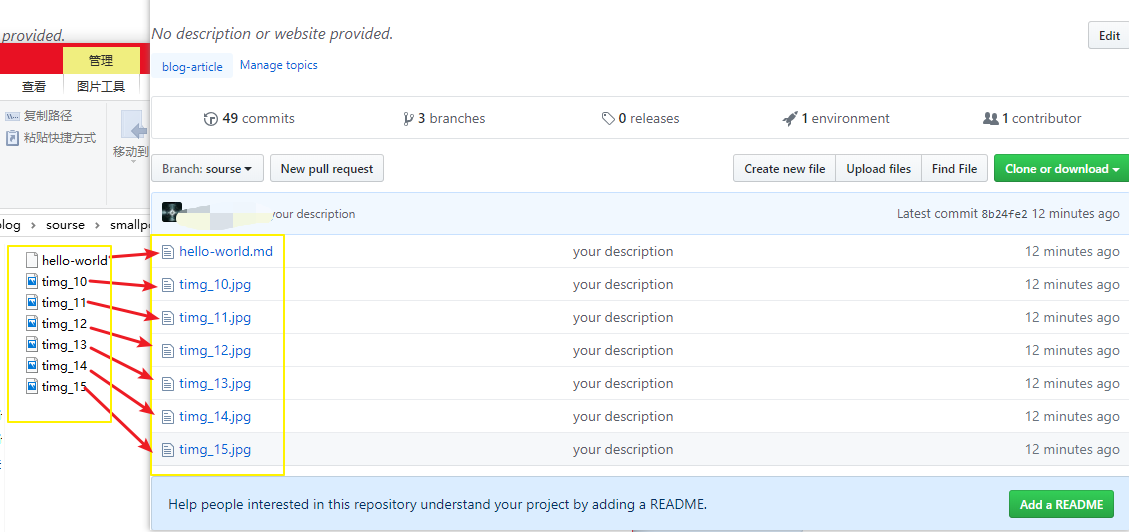 provided.
管理
查看
图片工具
复制路径
粘贴快捷方式
移动到
sourse
hello-world
timg_10
timg_11
timg_12
timg_13
timg_14
timg_15
No description or website provided.
Edit
blog-article
Manage topics
49 commits
3 branches
0 releases
1 environment
1 contributor
Branch: sourse
New pull request
Create new file
Upload files
Find File
Clone or download
your description
Latest commit 8b24fe2 12 minutes ago
hello-world.md your description 12 minutes ago
timg_10.jpg your description 12 minutes ago
timg_11.jpg your description 12 minutes ago
timg_12.jpg your description 12 minutes ago
timg_13.jpg your description 12 minutes ago
timg_14.jpg your description 12 minutes ago
timg_15.jpg your description 12 minutes ago
Help people interested in this repository understand your project by adding a README.
Add a README